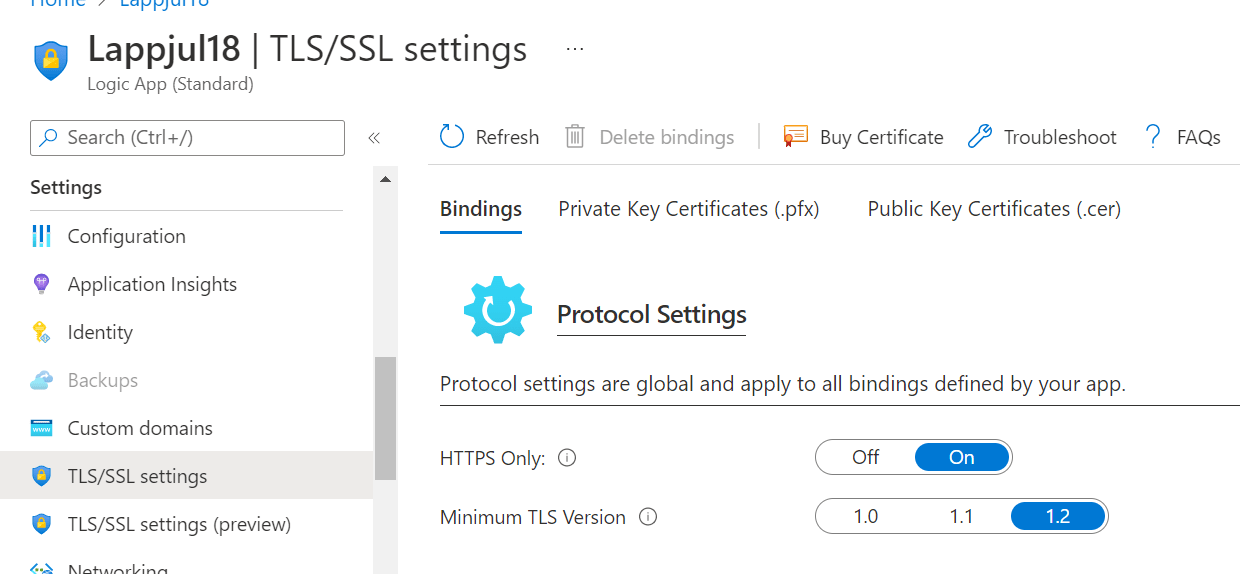 Home > Lappjul18
Lappjul18 | TLS/SSL settings ...
Logic App (Standard)
Search (Ctrl+/) «
Settings
Configuration
Application Insights
Identity
Backups
Custom domains
TLS/SSL settings
TLS/SSL settings (preview)
Networking
Refresh Delete bindings Buy Certificate Troubleshoot ? FAQs
Bindings Private Key Certificates (.pfx) Public Key Certificates (.cer)
Protocol Settings
Protocol settings are global and apply to all bindings defined by your app.
HTTPS Only: Off On
Minimum TLS Version 1.0 1.1 1.2